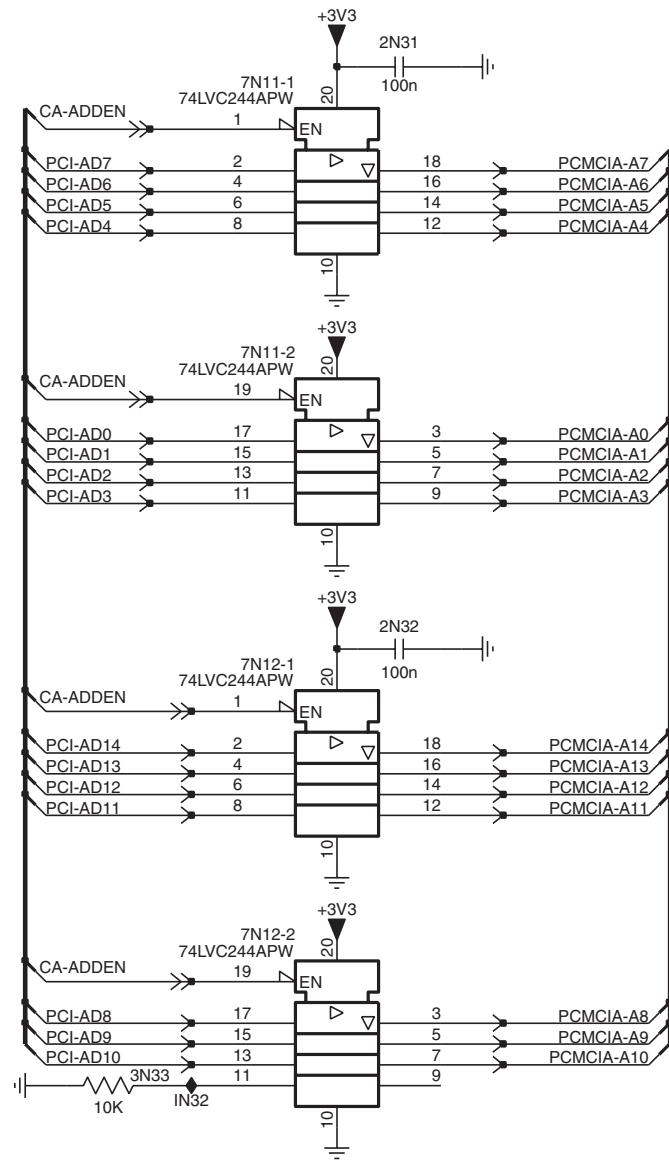 +3V3
2N31
100n
7N11-1
74LVC244APW
20
CA-ADDEN
1
EN
PCI-AD7 2 18 PCMCIA-A7
PCI-AD6 4 16 PCMCIA-A6
PCI-AD5 6 14 PCMCIA-A5
PCI-AD4 8 12 PCMCIA-A4
10
+3V3
7N11-2
74LVC244APW
20
CA-ADDEN
19
EN
PCI-AD0 17 3 PCMCIA-A0
PCI-AD1 15 5 PCMCIA-A1
PCI-AD2 13 7 PCMCIA-A2
PCI-AD3 11 9 PCMCIA-A3
10
+3V3
2N32
100n
7N12-1
74LVC244APW
20
CA-ADDEN
1
EN
PCI-AD14 2 18 PCMCIA-A14
PCI-AD13 4 16 PCMCIA-A13
PCI-AD12 6 14 PCMCIA-A12
PCI-AD11 8 12 PCMCIA-A11
10
+3V3
7N12-2
74LVC244APW
20
CA-ADDEN
19
EN
PCI-AD8 17 3 PCMCIA-A8
PCI-AD9 15 5 PCMCIA-A9
PCI-AD10 13 7 PCMCIA-A10
3N33 11 9
10K IN32
10